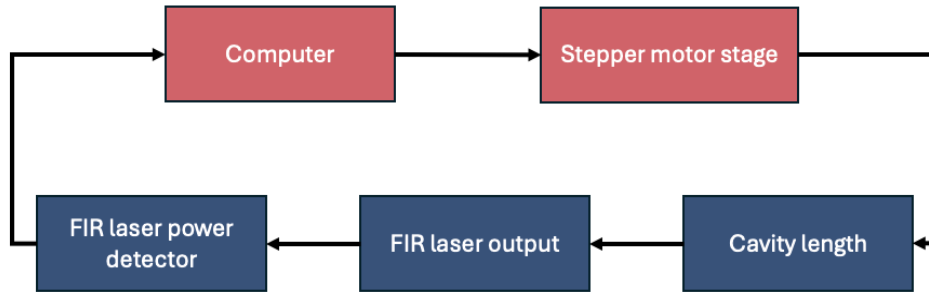 Computer
Stepper motor stage
FIR laser power
detector
FIR laser output
Cavity length